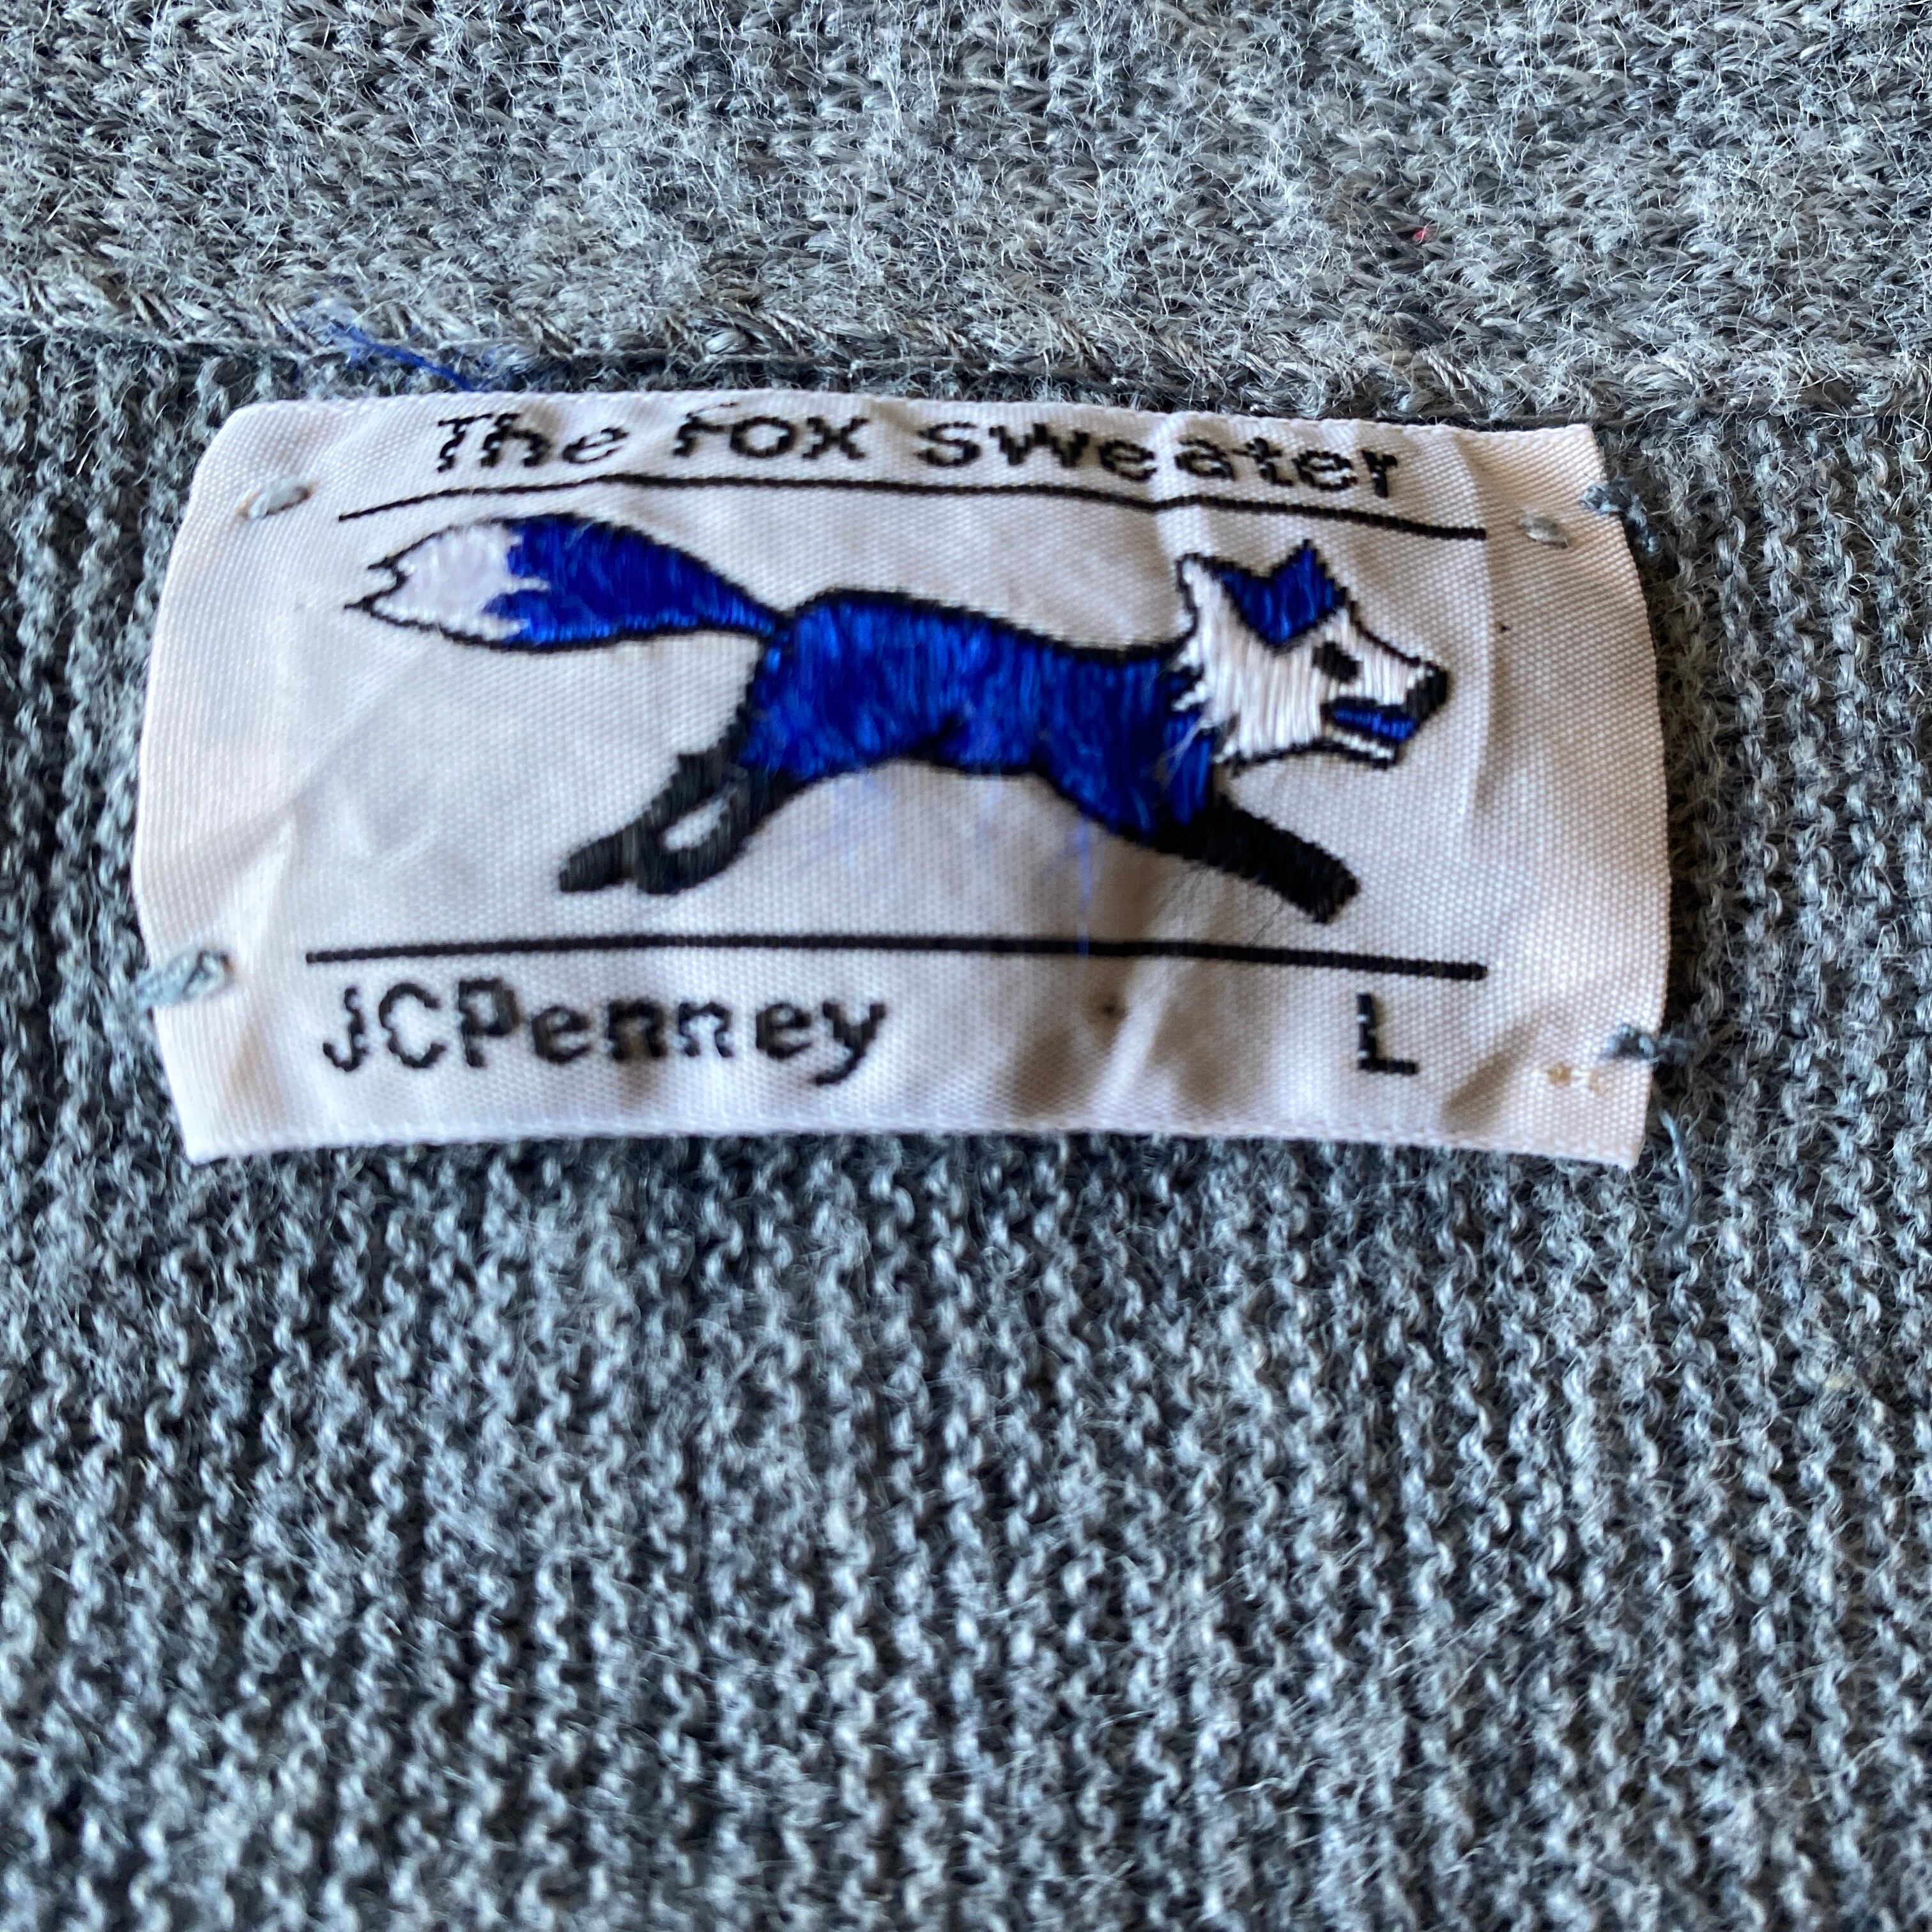 The Fox Sweater
JCPenney L